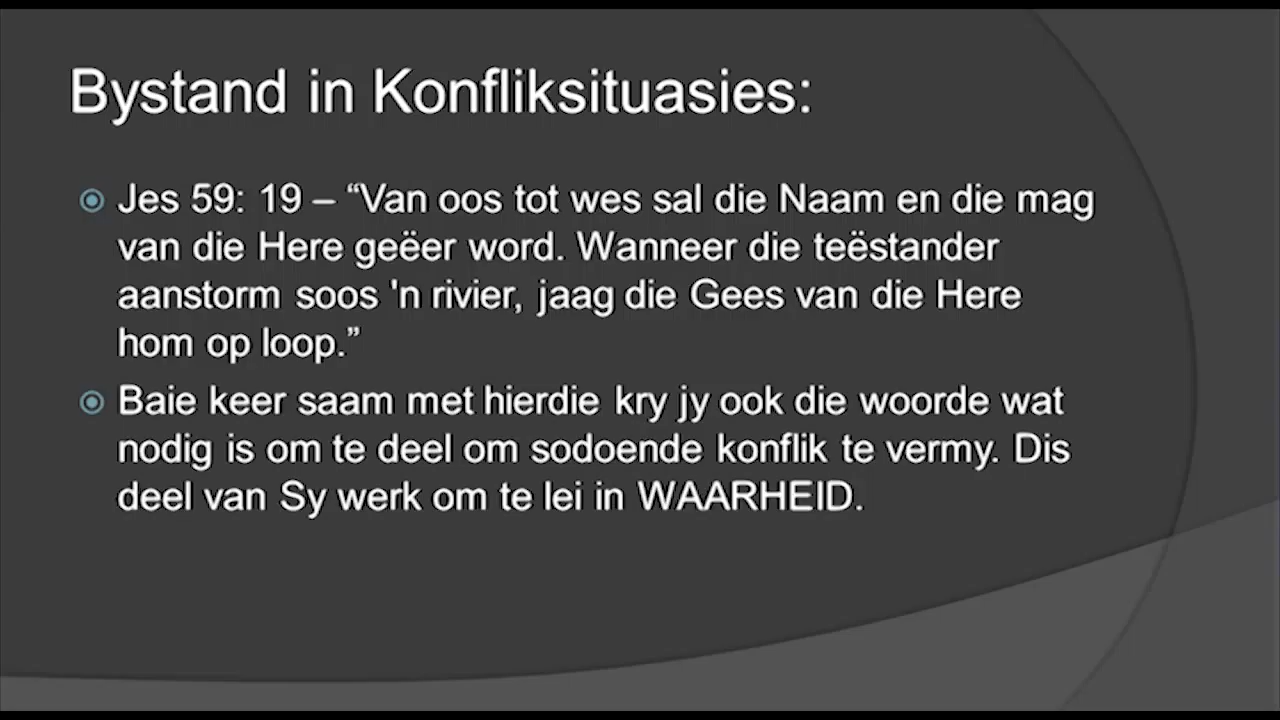 Bystand in Konfliksituasies:
Jes 59: 19 – “Van oos tot wes sal die Naam en die mag
van die Here geëer word. Wanneer die teëstander
aanstorm soos 'n rivier, jaag die Gees van die Here
hom op loop.”
Baie keer saam met hierdie kry jy ook die woorde wat
nodig is om te deel om sodoende konflik te vermy. Dis
deel van Sy werk om te lei in WAARHEID.